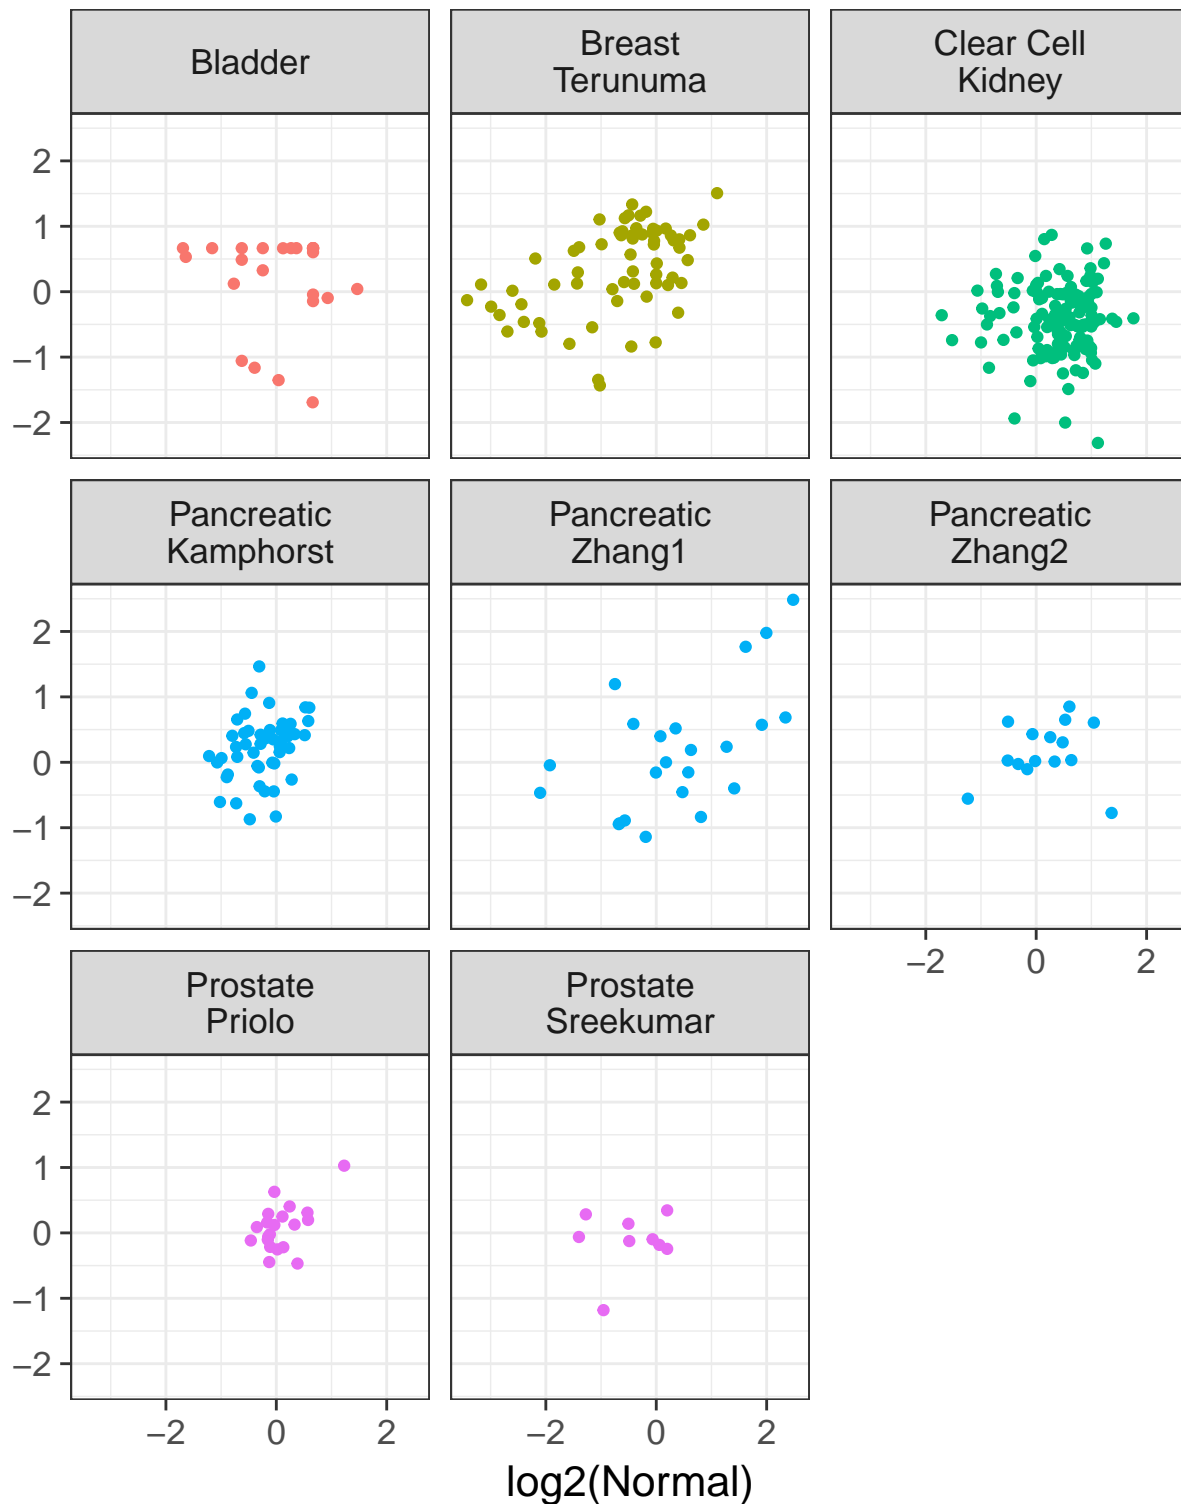 Bladder
Breast
Terunuma
Clear Cell
Kidney
2
1
0
−1
−2
Pancreatic
Kamphorst
Pancreatic
Zhang1
Pancreatic
Zhang2
2
1
0
−1
−2
−2 0 2
Prostate
Priolo
Prostate
Sreekumar
2
1
0
−1
−2
−2 0 2
−2 0 2
log2(Normal)